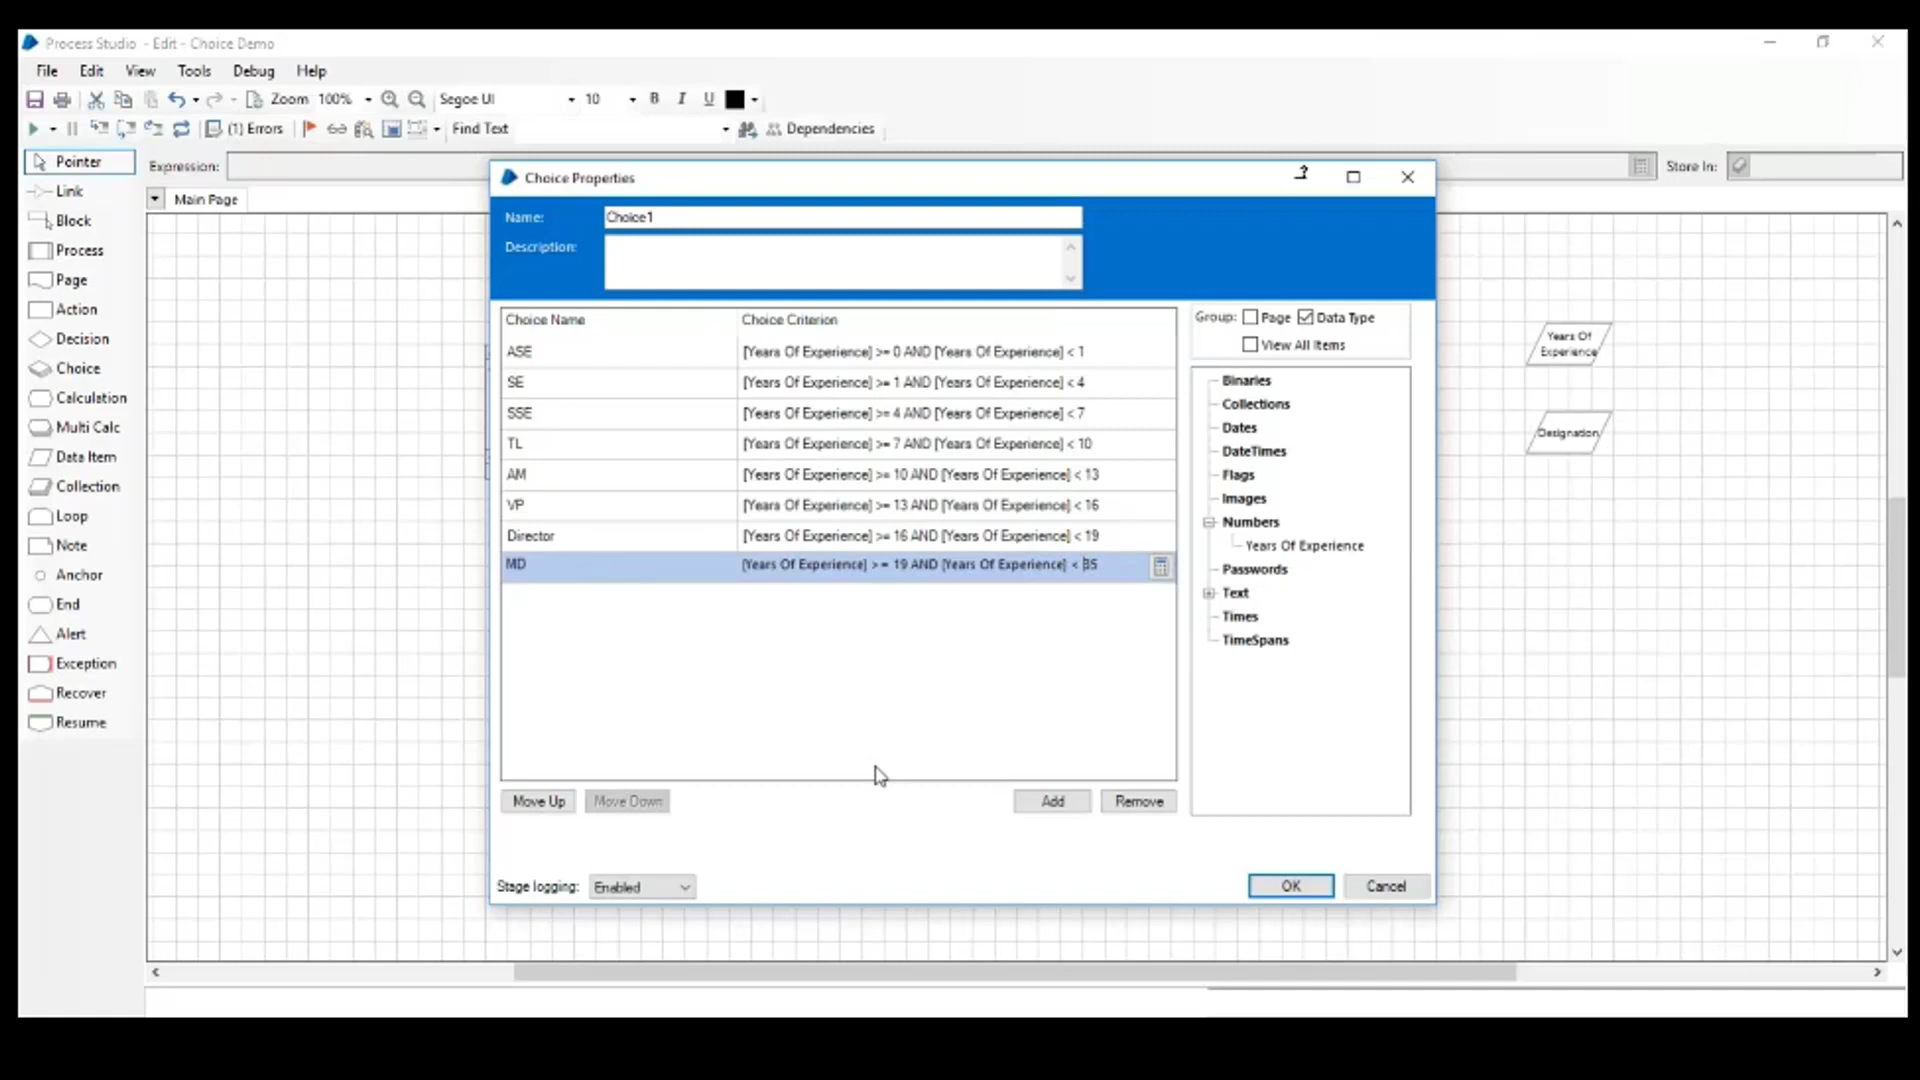 Process Studio - Edit - Choice Demo
File Edit View Tools Debug Help
Zoom 100% Segoe UI 10 B I U
(1) Errors Find Text Dependencies
Pointer
Link
Block
Process
Page
Action
Decision
Choice
Calculation
Multi Calc
Data Item
Collection
Loop
Note
Anchor
End
Alert
Exception
Recover
Resume
Expression:
Store In:
Main Page
Choice Properties
Name: Choice1
Description:
Choice Name Choice Criterion
ASE [Years Of Experience] >= 0 AND [Years Of Experience] < 1
SE [Years Of Experience] >= 1 AND [Years Of Experience] < 4
SSE [Years Of Experience] >= 4 AND [Years Of Experience] < 7
TL [Years Of Experience] >= 7 AND [Years Of Experience] < 10
AM [Years Of Experience] >= 10 AND [Years Of Experience] < 13
VP [Years Of Experience] >= 13 AND [Years Of Experience] < 16
Director [Years Of Experience] >= 16 AND [Years Of Experience] < 19
MD [Years Of Experience] >= 19 AND [Years Of Experience] < 35
Move Up Move Down Add Remove
Group: Page Data Type
View All Items
Binaries
Collections
Dates
DateTimes
Flags
Images
Numbers
Years Of Experience
Passwords
Text
Times
TimeSpans
Stage logging: Enabled
OK Cancel
Years Of
Experience
Designation